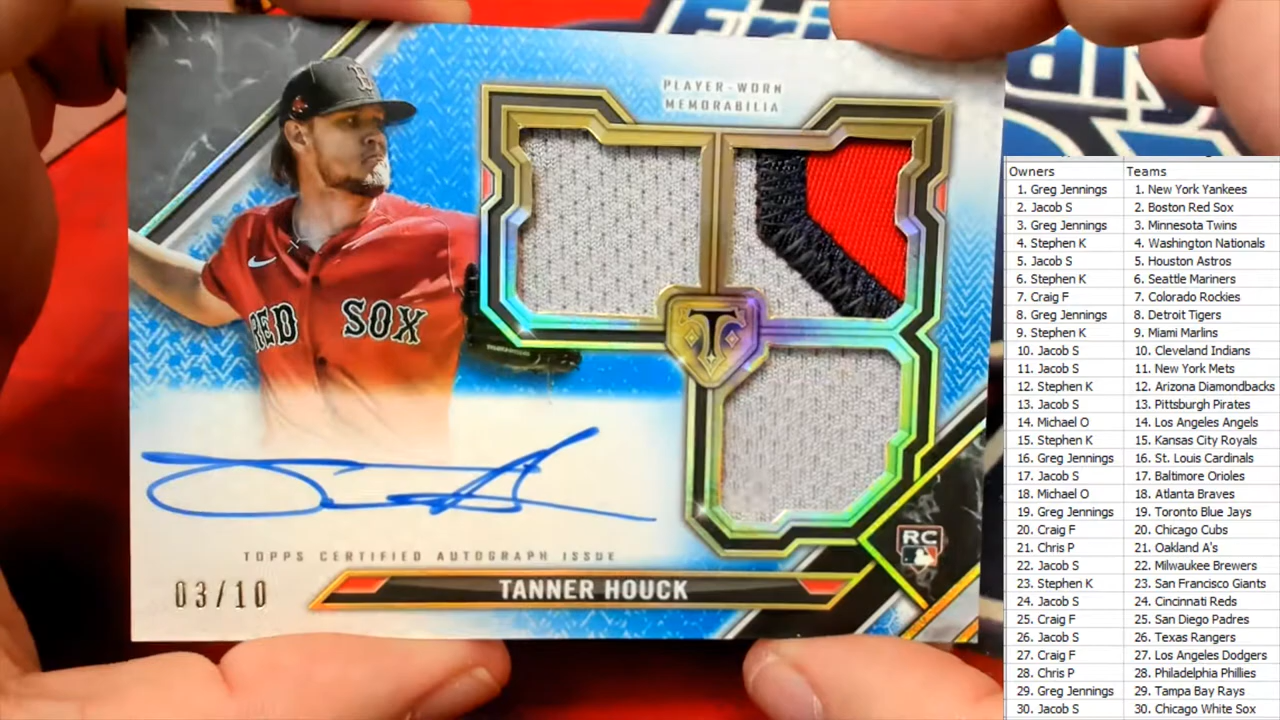 PLAYER-WORN
MEMORABILIA
B
RED SOX
T
TOPPS CERTIFIED AUTOGRAPH ISSUE
03/10
TANNER HOUCK
RC
Owners Teams
1. Greg Jennings 1. New York Yankees
2. Jacob S 2. Boston Red Sox
3. Greg Jennings 3. Minnesota Twins
4. Stephen K 4. Washington Nationals
5. Jacob S 5. Houston Astros
6. Stephen K 6. Seattle Mariners
7. Craig F 7. Colorado Rockies
8. Greg Jennings 8. Detroit Tigers
9. Stephen K 9. Miami Marlins
10. Jacob S 10. Cleveland Indians
11. Jacob S 11. New York Mets
12. Stephen K 12. Arizona Diamondbacks
13. Jacob S 13. Pittsburgh Pirates
14. Michael O 14. Los Angeles Angels
15. Stephen K 15. Kansas City Royals
16. Greg Jennings 16. St. Louis Cardinals
17. Jacob S 17. Baltimore Orioles
18. Michael O 18. Atlanta Braves
19. Greg Jennings 19. Toronto Blue Jays
20. Craig F 20. Chicago Cubs
21. Chris P 21. Oakland A's
22. Jacob S 22. Milwaukee Brewers
23. Stephen K 23. San Francisco Giants
24. Jacob S 24. Cincinnati Reds
25. Craig F 25. San Diego Padres
26. Jacob S 26. Texas Rangers
27. Craig F 27. Los Angeles Dodgers
28. Chris P 28. Philadelphia Phillies
29. Greg Jennings 29. Tampa Bay Rays
30. Jacob S 30. Chicago White Sox